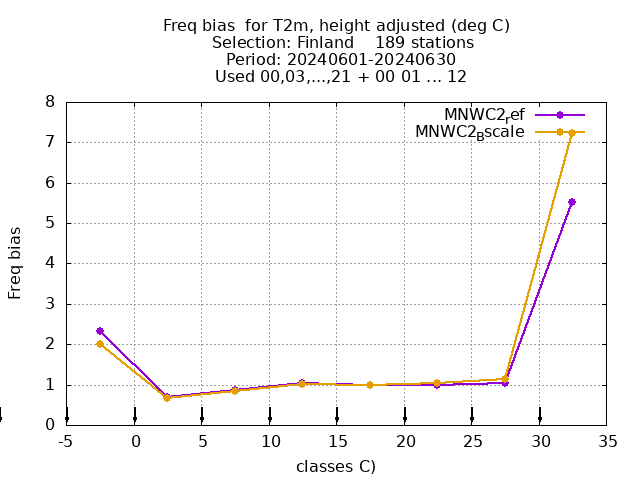 Freq bias  for T2m, height adjusted (deg C)
Selection: Finland    189 stations
Period: 20240601-20240630
Used 00,03,...,21 + 00 01 ... 12
MNWC2_ref
MNWC2_Bscale
8
7
6
5
4
3
2
1
0
Freq bias
-5 0 5 10 15 20 25 30 35
classes C)